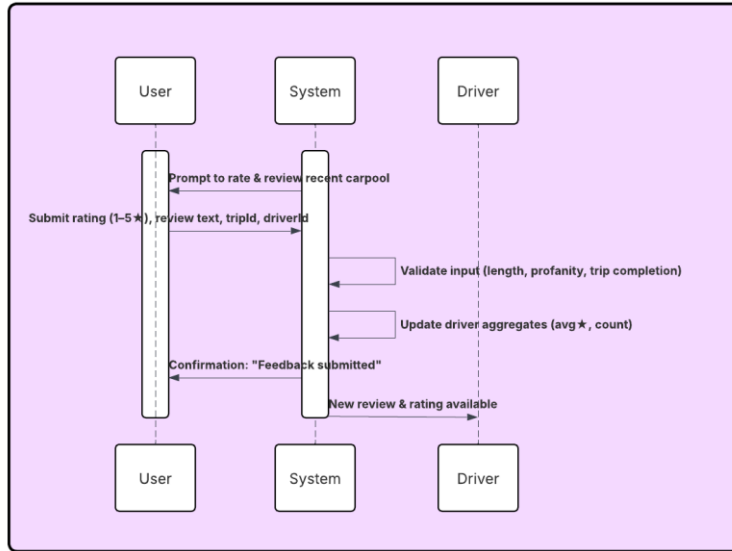 User
System
Driver
Prompt to rate & review recent carpool
Submit rating (1–5★), review text, tripId, driverId
Validate input (length, profanity, trip completion)
Update driver aggregates (avg★, count)
Confirmation: "Feedback submitted"
New review & rating available
User
System
Driver